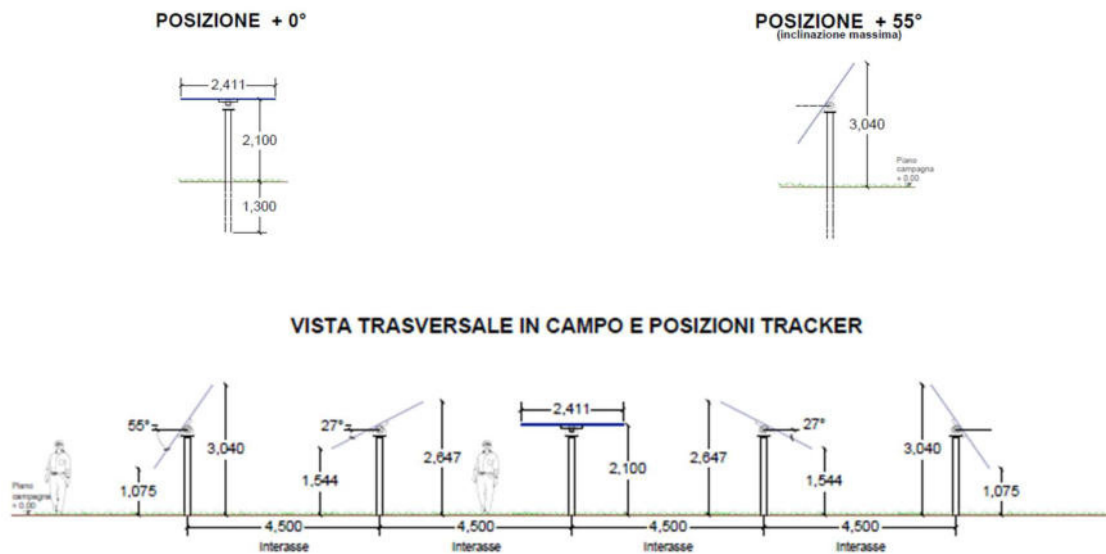 POSIZIONE + 0°
POSIZIONE + 55°
(inclinazione massima)
2,411
2,100
1,300
3,040
Piano
campagna
+ 0.00
VISTA TRASVERSALE IN CAMPO E POSIZIONI TRACKER
55°
3,040
1,075
27°
1,544
2,647
2,411
2,100
2,647
27°
1,544
3,040
1,075
Piano
campagna
+ 0.00
4,500
4,500
4,500
4,500
Interasse
Interasse
Interasse
Interasse